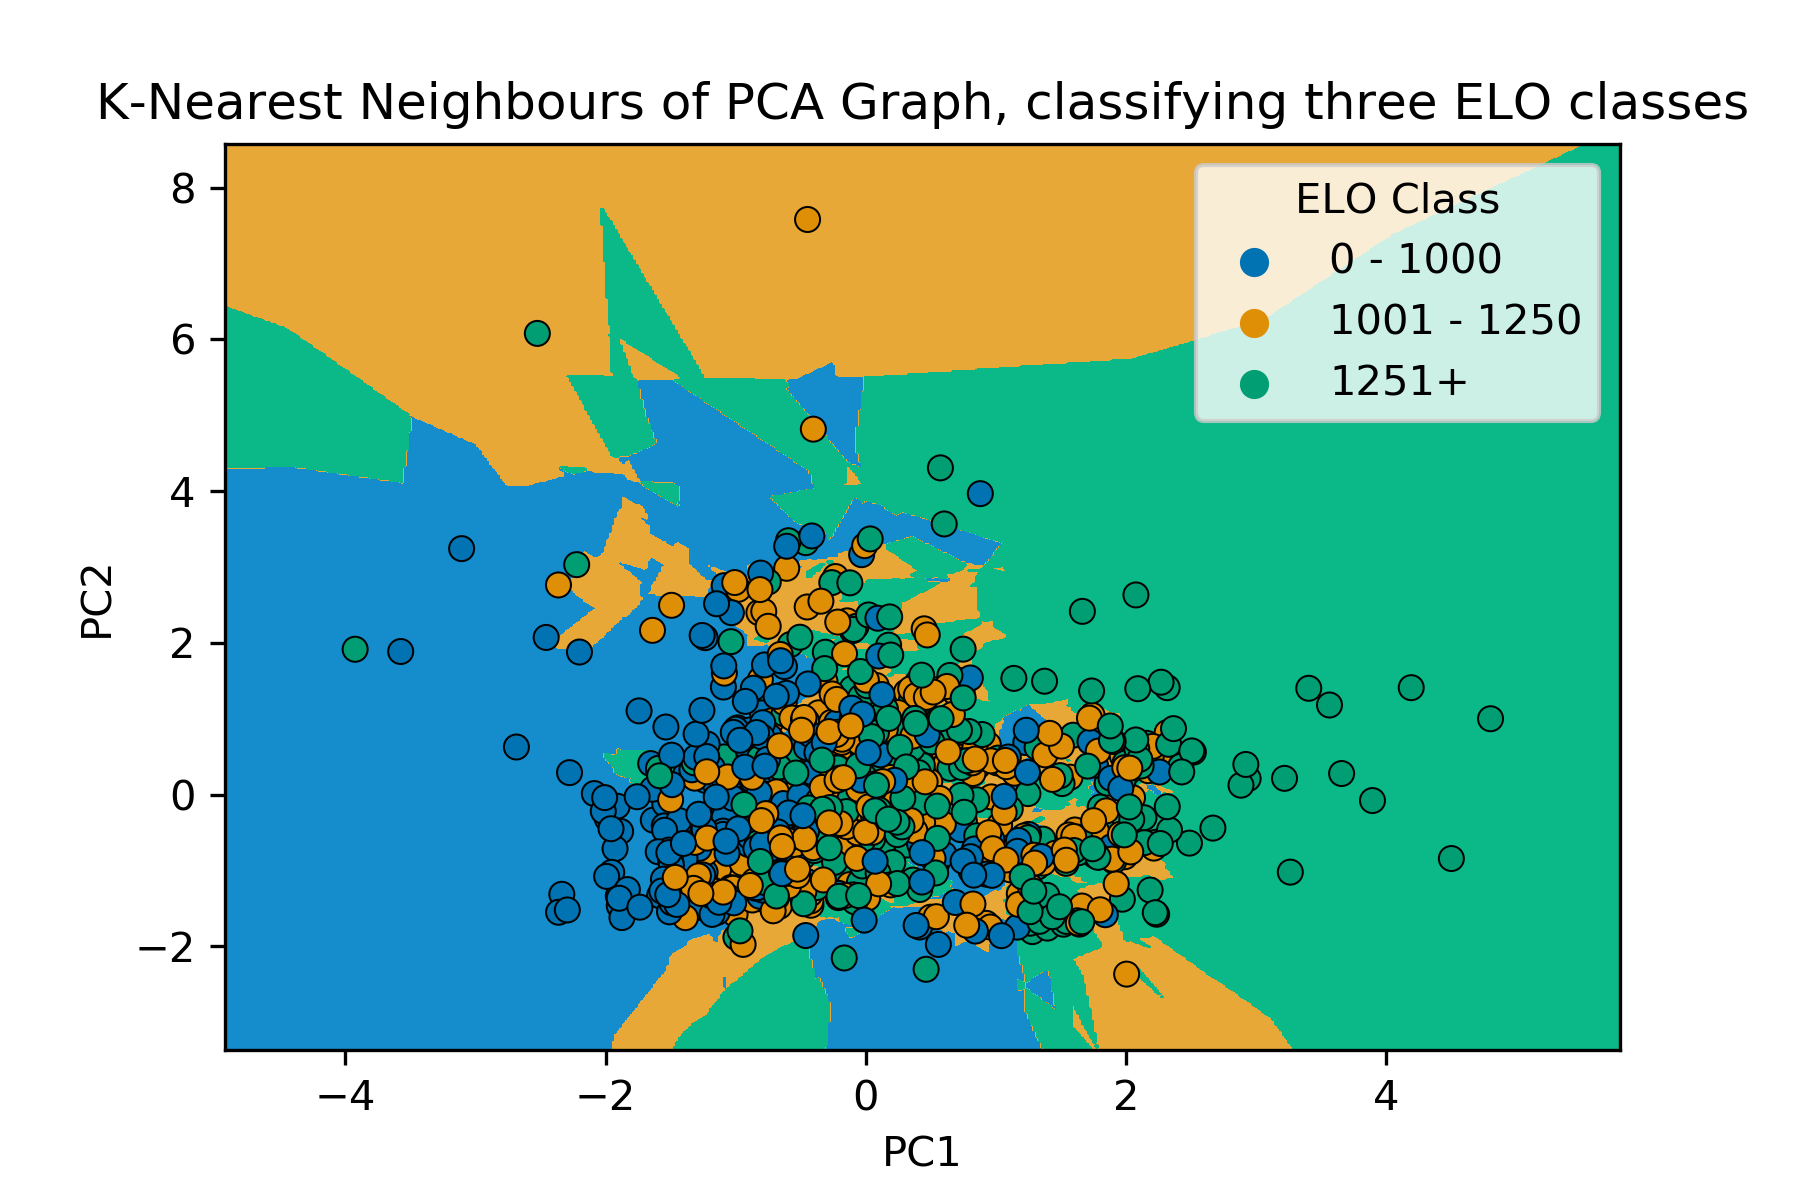 K-Nearest Neighbours of PCA Graph, classifying three ELO classes
ELO Class
0 - 1000
1001 - 1250
1251+
8
6
4
2
0
−2
PC2
−4
−2
0
2
4
PC1